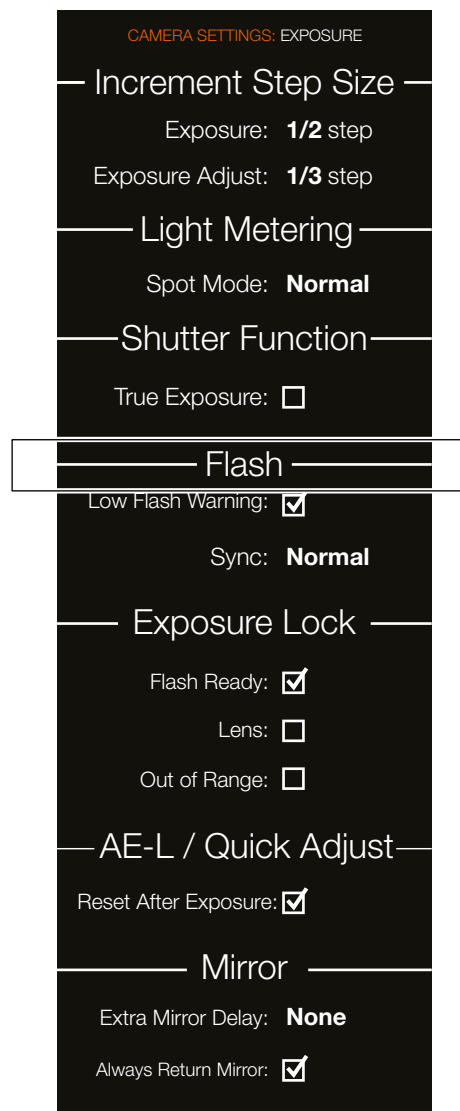 CAMERA SETTINGS: EXPOSURE
Increment Step Size
Exposure: 1/2 step
Exposure Adjust: 1/3 step
Light Metering
Spot Mode: Normal
Shutter Function
True Exposure:
Flash
Low Flash Warning:
Sync: Normal
Exposure Lock
Flash Ready:
Lens:
Out of Range:
AE-L / Quick Adjust
Reset After Exposure:
Mirror
Extra Mirror Delay: None
Always Return Mirror: